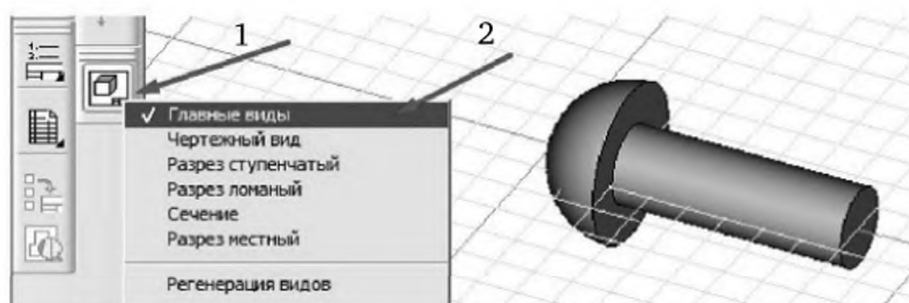 1
2
✓ Главные виды
Чертежный вид
Разрез ступенчатый
Разрез ломаный
Сечение
Разрез местный
Регенерация видов